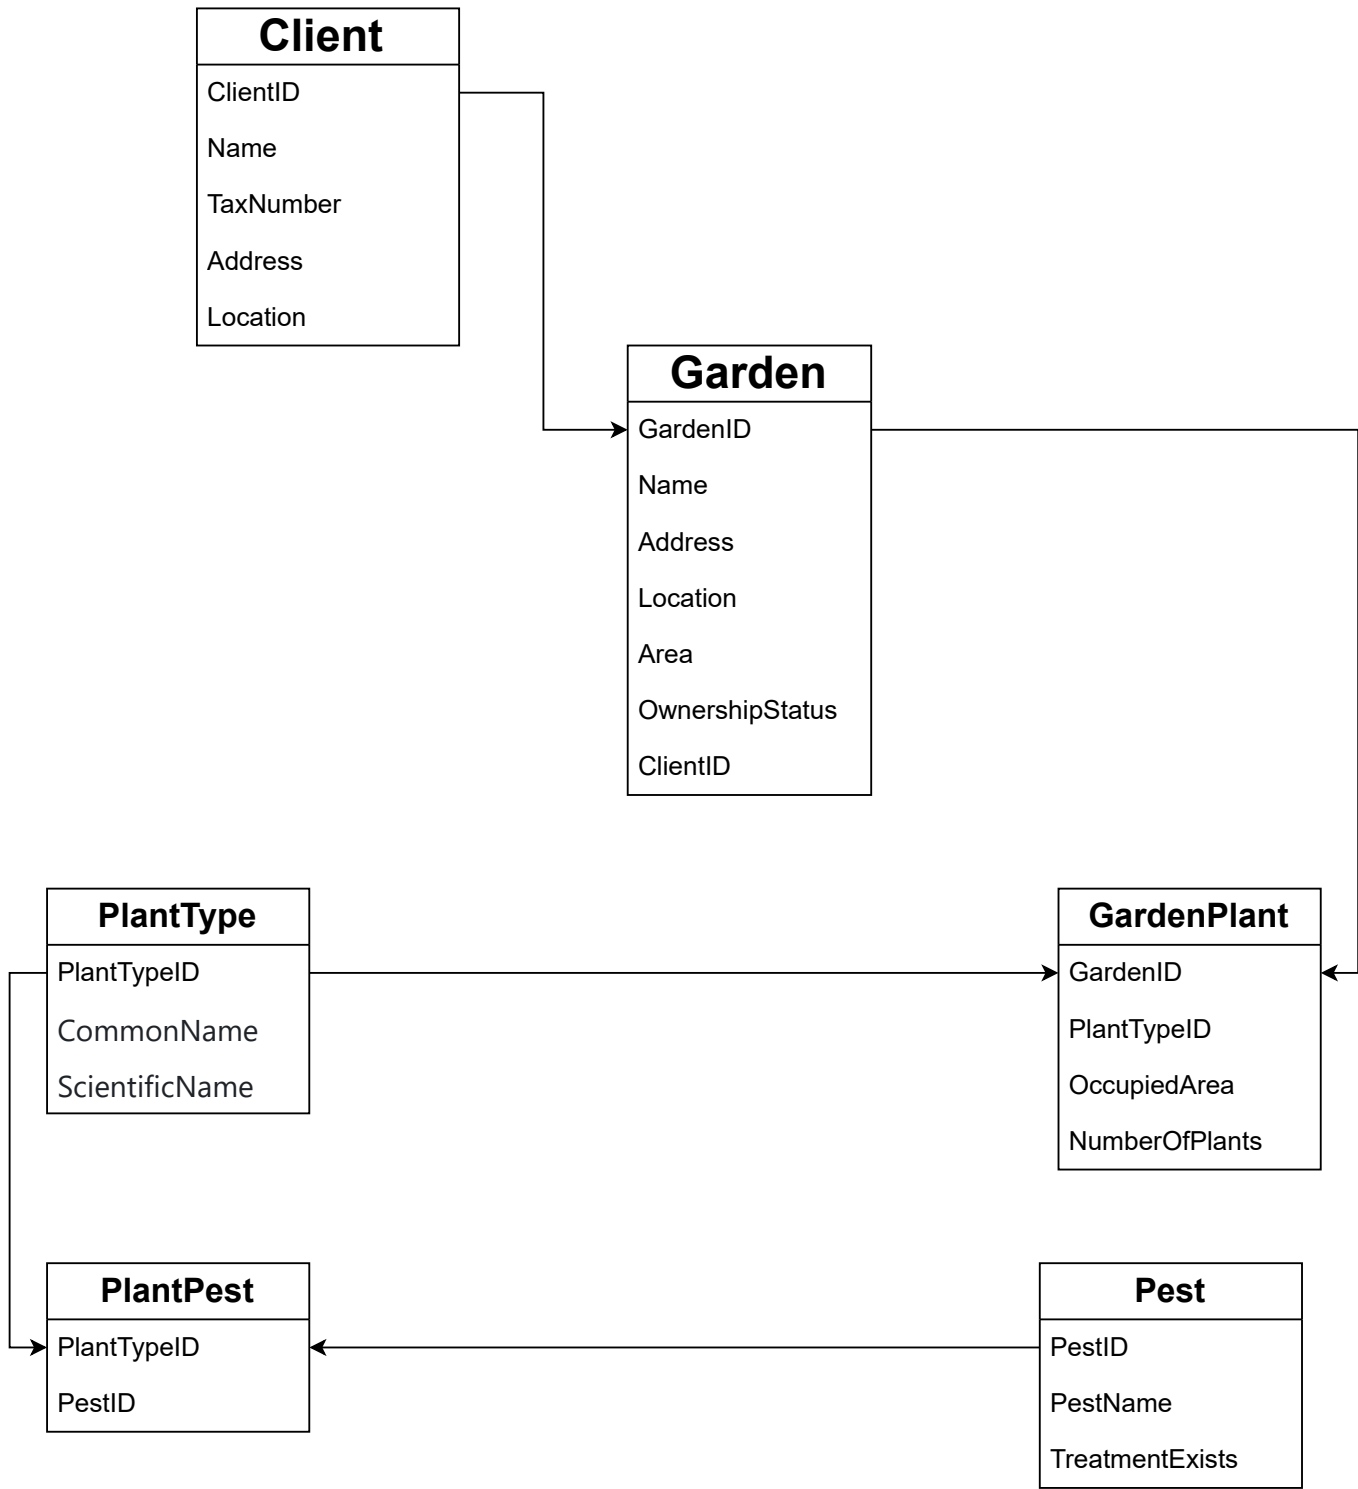 Client
ClientID
Name
TaxNumber
Address
Location
Garden
GardenID
Name
Address
Location
Area
OwnershipStatus
ClientID
PlantType
PlantTypeID
CommonName
ScientificName
GardenPlant
GardenID
PlantTypeID
OccupiedArea
NumberOfPlants
PlantPest
PlantTypeID
PestID
Pest
PestID
PestName
TreatmentExists